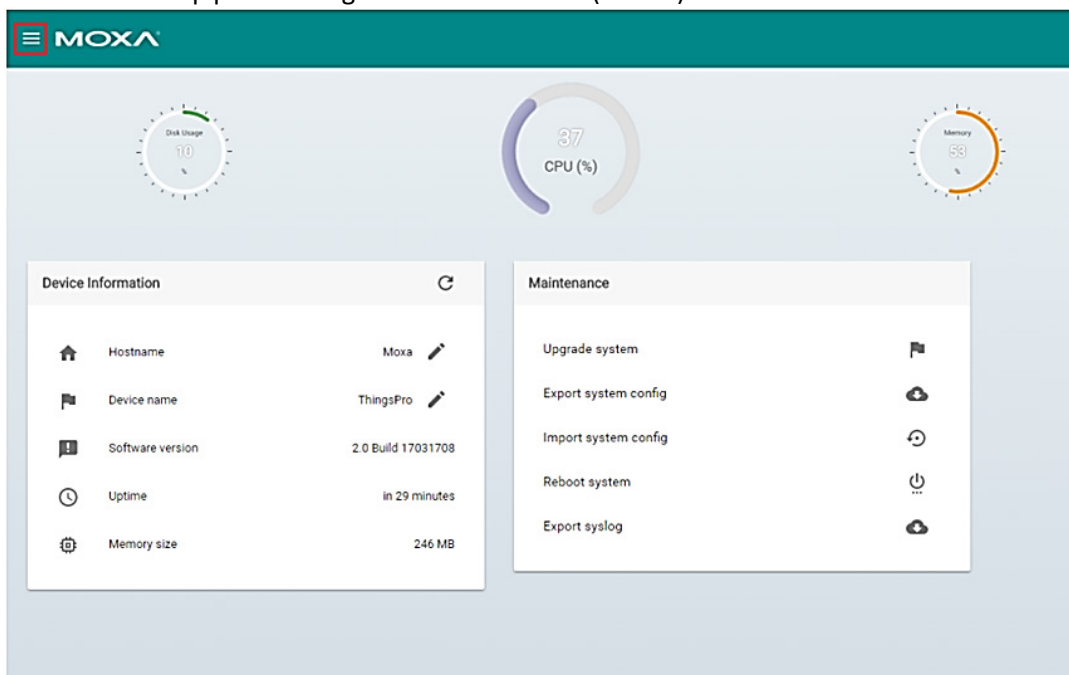 MOXA
Disk Usage
10
%
37
CPU (%)
Memory
53
%
Device Information
Hostname Moxa
Device name ThingsPro
Software version 2.0 Build 17031708
Uptime in 29 minutes
Memory size 246 MB
Maintenance
Upgrade system
Export system config
Import system config
Reboot system
Export syslog